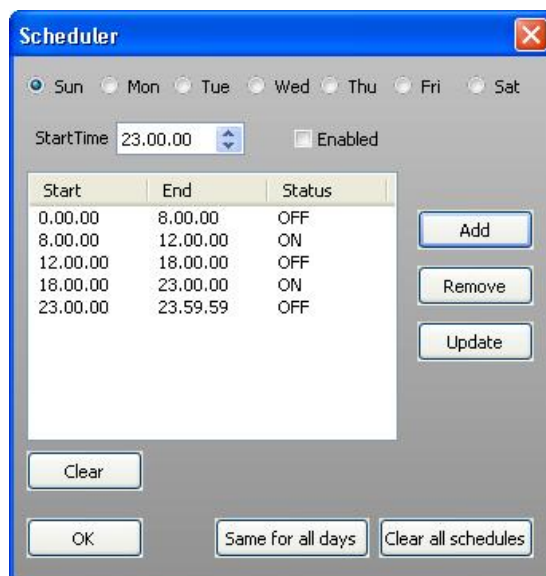 Scheduler
Sun Mon Tue Wed Thu Fri Sat
StartTime 23.00.00 Enabled
Start End Status
0.00.00 8.00.00 OFF
8.00.00 12.00.00 ON
12.00.00 18.00.00 OFF
18.00.00 23.00.00 ON
23.00.00 23.59.59 OFF
Add
Remove
Update
Clear
OK Same for all days Clear all schedules